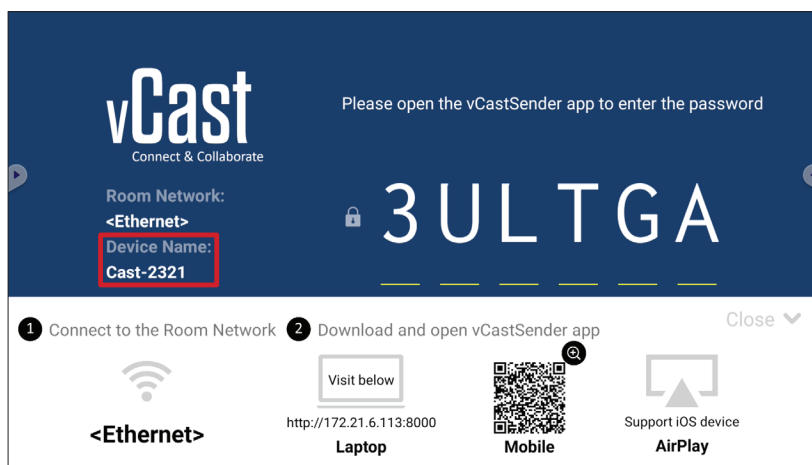 vCast
Connect & Collaborate
Please open the vCastSender app to enter the password
Room Network:
<Ethernet>
Device Name:
Cast-2321
3ULTGA
Close
1 Connect to the Room Network
2 Download and open vCastSender app
<Ethernet>
Visit below
http://172.21.6.113:8000
Laptop
Mobile
Support iOS device
AirPlay